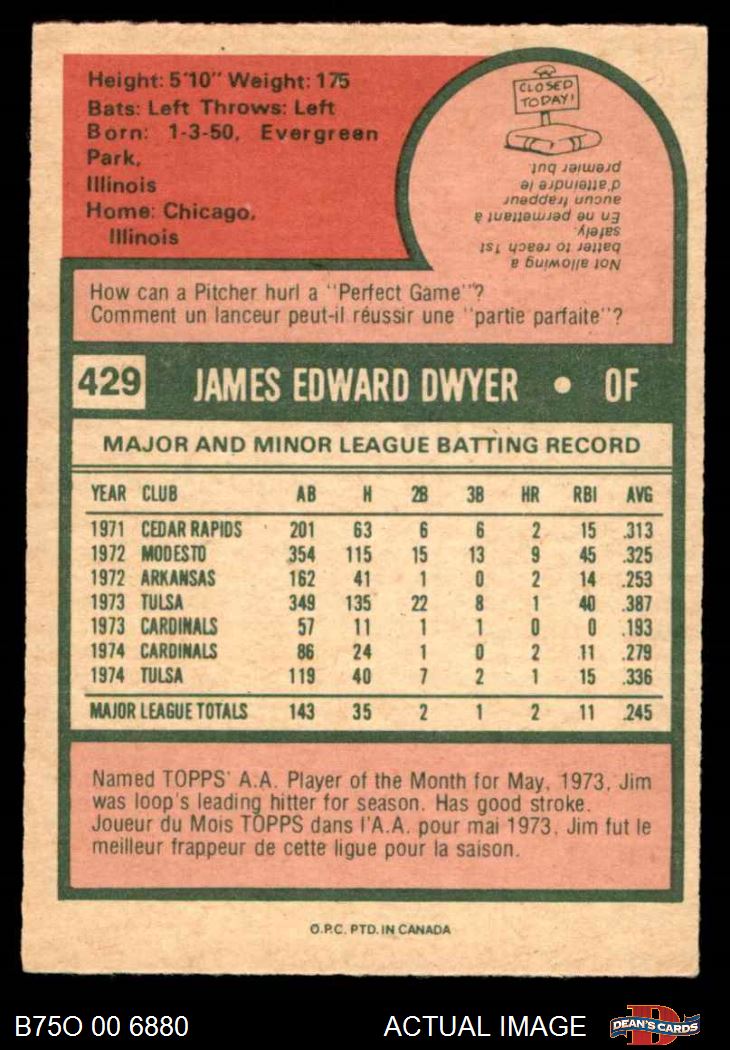 Height: 5'10" Weight: 175
Bats: Left Throws: Left
Born: 1-3-50, Evergreen
Park,
Illinois
Home: Chicago,
Illinois
CLOSED
TODAY!
Not allowing a
batter to reach 1st
safely.
En ne permettant à
aucun frappeur
d'atteindre le
premier but.
How can a Pitcher hurl a "Perfect Game"?
Comment un lanceur peut-il réussir une "partie parfaite"?
429 JAMES EDWARD DWYER • OF
MAJOR AND MINOR LEAGUE BATTING RECORD
YEAR CLUB AB H 2B 3B HR RBI AVG
1971 CEDAR RAPIDS 201 63 6 6 2 15 .313
1972 MODESTO 354 115 15 13 9 45 .325
1972 ARKANSAS 162 41 1 0 2 14 .253
1973 TULSA 349 135 22 8 1 40 .387
1973 CARDINALS 57 11 1 1 0 0 .193
1974 CARDINALS 86 24 1 0 2 11 .279
1974 TULSA 119 40 7 2 1 15 .336
MAJOR LEAGUE TOTALS 143 35 2 1 2 11 .245
Named TOPPS' A.A. Player of the Month for May, 1973, Jim
was loop's leading hitter for season. Has good stroke.
Joueur du Mois TOPPS dans l'A.A. pour mai 1973, Jim fut le
meilleur frappeur de cette ligue pour la saison.
O.P.C. PTD. IN CANADA
B75O 00 6880 ACTUAL IMAGE DEAN'S CARDS